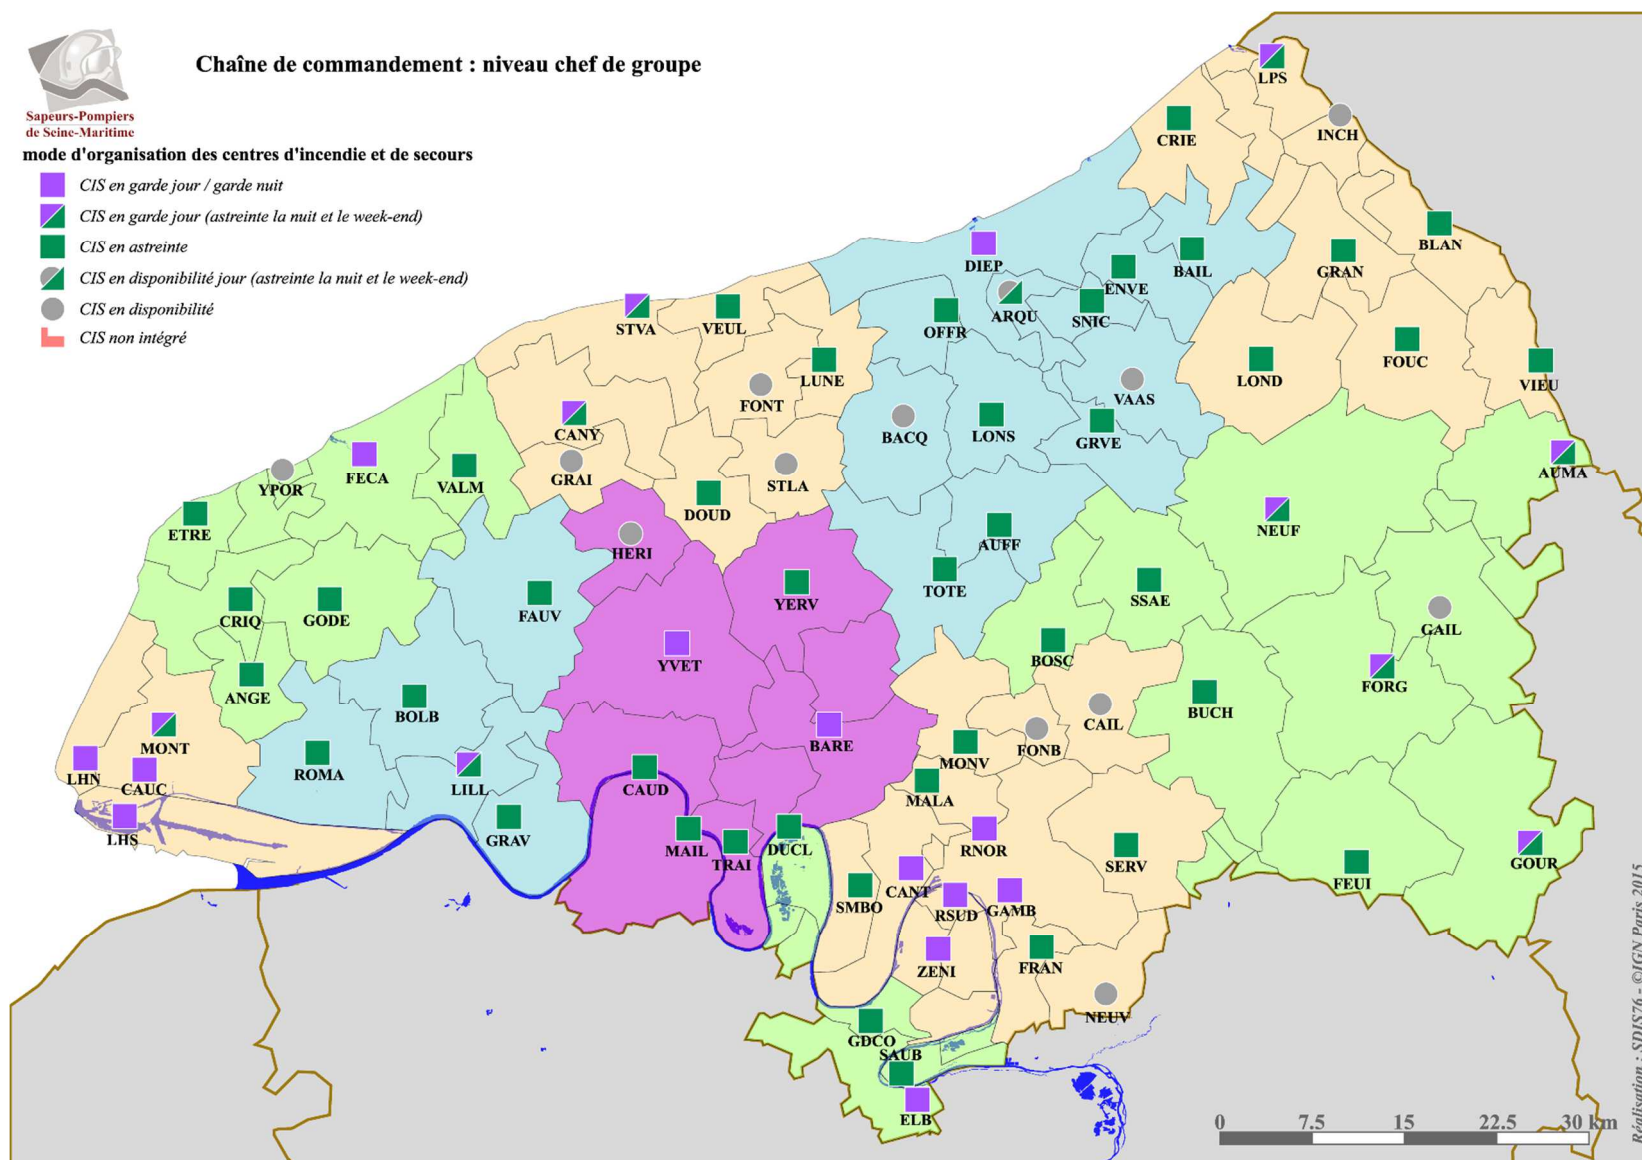 Chaîne de commandement : niveau chef de groupe
Sapeurs-Pompiers
de Seine-Maritime
mode d'organisation des centres d'incendie et de secours
CIS en garde jour / garde nuit
CIS en garde jour (astreinte la nuit et le week-end)
CIS en astreinte
CIS en disponibilité jour (astreinte la nuit et le week-end)
CIS en disponibilité
CIS non intégré
LPS
INCH
CRIE
BLAN
GRAN
BAIL
DIEP
ENVE
ARQU
SNIC
OFFR
STVA
VEUL
LUNE
FONT
LOND
FOUC
VIEU
VAAS
GRVE
LONS
BACQ
CANY
GRAI
STLA
DOUD
AUMA
NEUF
FECA
YPOR
VALM
ETRE
HERI
AUFF
TOTE
YERV
FAUV
SSAE
GAIL
CRIQ
GODE
YVET
BOSC
FORG
ANGE
BOLB
BUCH
CAIL
FONB
MONT
BARE
MONV
LHN
CAUC
ROMA
LILL
CAUD
MALA
LHS
GRAV
MAIL
TRAI
DUCL
RNOR
SERV
FEUI
GOUR
SMBO
CANT
RSUD
GAMB
ZENI
FRAN
NEUV
GDCO
SAUB
ELB
0 7.5 15 22.5 30 km
Réalisation : SDIS76 - ©IGN Paris 2015